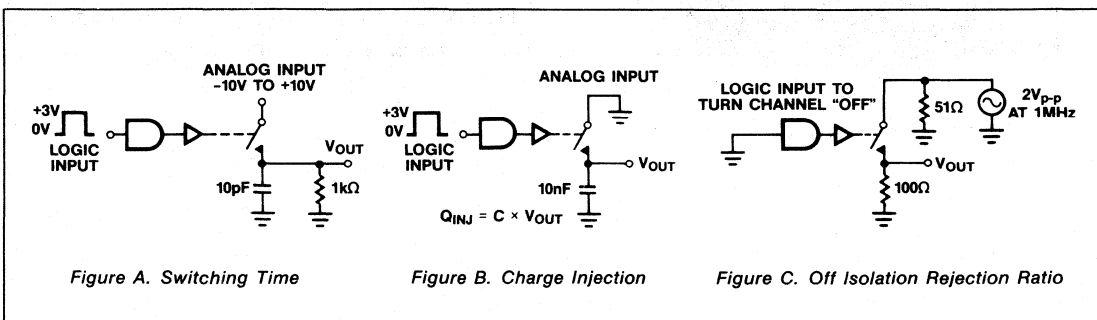 ANALOG INPUT
-10V TO +10V
+3V
0V
LOGIC
INPUT
VOUT
10pF
1kΩ
Figure A. Switching Time
ANALOG INPUT
+3V
0V
LOGIC
INPUT
VOUT
10nF
QINJ = C × VOUT
Figure B. Charge Injection
LOGIC INPUT TO
TURN CHANNEL “OFF”
51Ω
2Vp-p
AT 1MHz
VOUT
100Ω
Figure C. Off Isolation Rejection Ratio